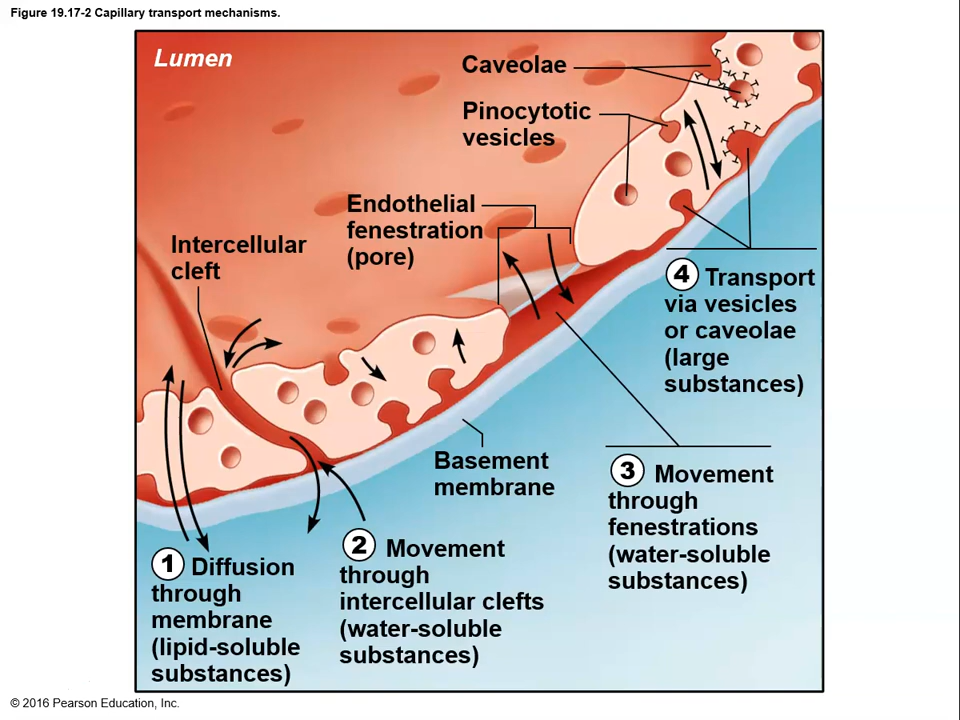 Figure 19.17-2 Capillary transport mechanisms.
Lumen
Caveolae
Pinocytotic
vesicles
Endothelial
fenestration
(pore)
Intercellular
cleft
4 Transport
via vesicles
or caveolae
(large
substances)
Basement
membrane
3 Movement
through
fenestrations
(water-soluble
substances)
2 Movement
through
intercellular clefts
(water-soluble
substances)
1 Diffusion
through
membrane
(lipid-soluble
substances)
© 2016 Pearson Education, Inc.